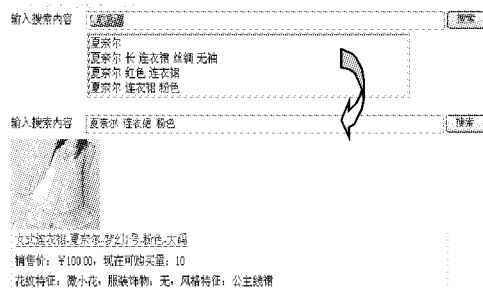 输入搜索内容
搜索
夏奈尔
夏奈尔 长 连衣裙 丝绸 无袖
夏奈尔 红色 连衣裙
夏奈尔 连衣裙 粉色
输入搜索内容 夏奈尔 连衣裙 粉色 搜索
女式连衣裙.夏奈尔.梦幻1号.粉色.大码
销售价：￥100.00，现在可购买量：10
花纹特征：微小花，服装饰物：无，风格特征：公主线裙